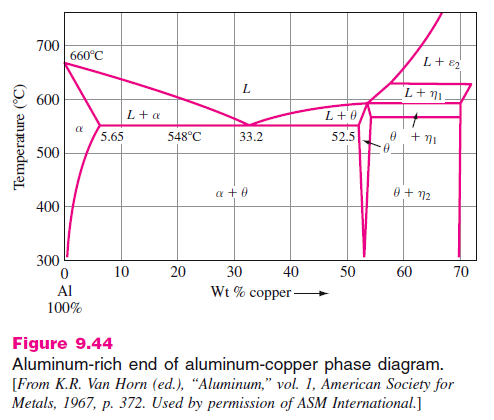 700
660°C
L + ε₂
600
L
L + η₁
L + α
L + θ
α
5.65
548°C
33.2
52.5
θ + η₁
θ
500
α + θ
θ + η₂
400
300
Temperature (°C)
0
10
20
30
40
50
60
70
Al
Wt % copper
100%
Figure 9.44
Aluminum-rich end of aluminum-copper phase diagram.
[From K.R. Van Horn (ed.), “Aluminum,” vol. 1, American Society for
Metals, 1967, p. 372. Used by permission of ASM International.]